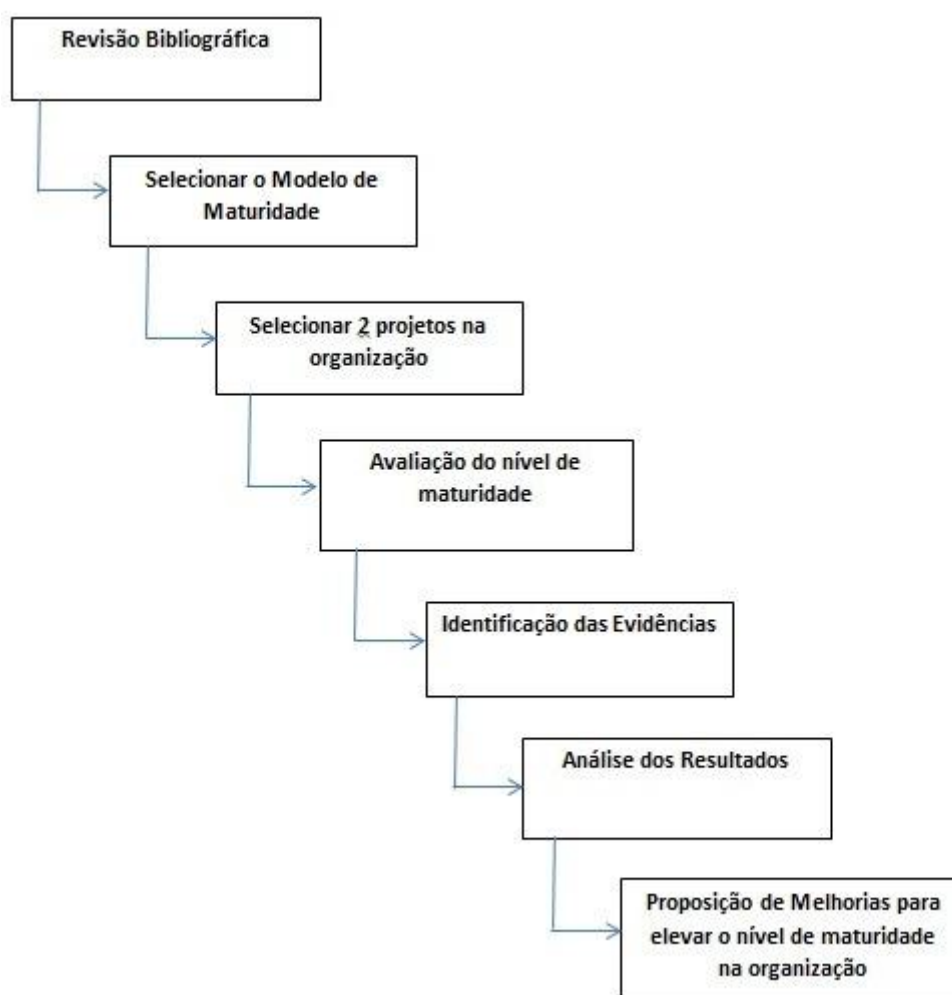 Revisão Bibliográfica
Selecionar o Modelo de
Maturidade
Selecionar 2 projetos na
organização
Avaliação do nível de
maturidade
Identificação das Evidências
Análise dos Resultados
Proposição de Melhorias para
elevar o nível de maturidade
na organização